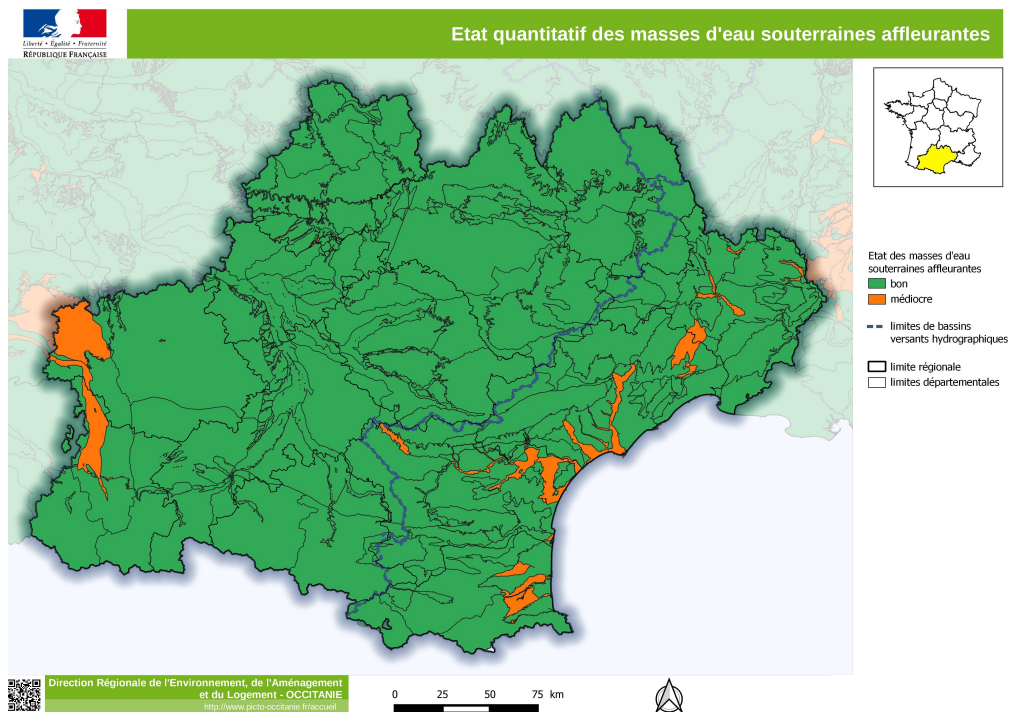 Liberté • Égalité • Fraternité
RÉPUBLIQUE FRANÇAISE
Etat quantitatif des masses d'eau souterraines affleurantes
Etat des masses d'eau
souterraines affleurantes
bon
médiocre
limites de bassins
versants hydrographiques
limite régionale
limites départementales
Direction Régionale de l'Environnement, de l'Aménagement
et du Logement - OCCITANIE
http://www.picto-occitanie.fr/accueil
0 25 50 75 km